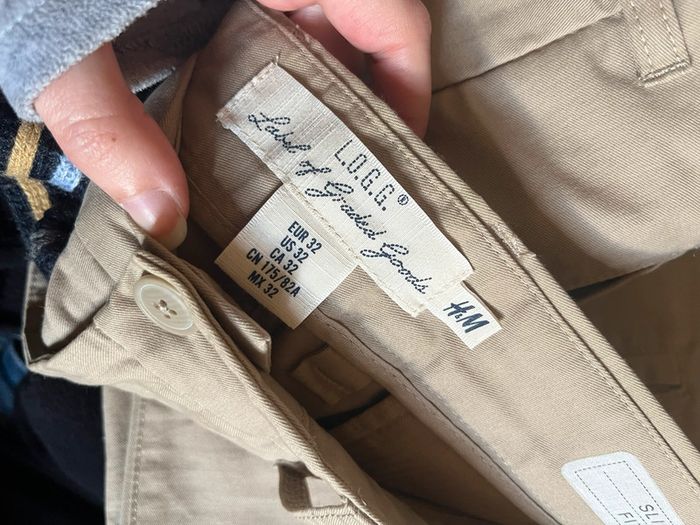 L.O.G.G.®
Label of Graded Goods
H&M
EUR 32
US 32
CA 32
CN 175/82A
MX 32